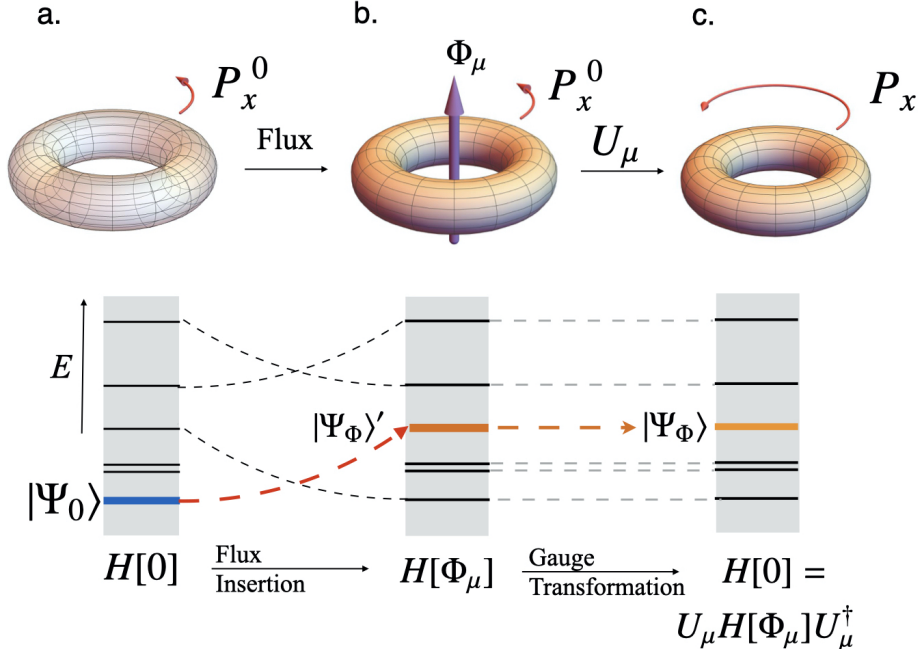 a.
b.
c.
P_x^0
Flux
Φ_μ
P_x^0
U_μ
P_x
E
|Ψ_0⟩
|Ψ_Φ⟩′
|Ψ_Φ⟩
H[0]
Flux
Insertion
H[Φ_μ]
Gauge
Transformation
H[0] =
U_μH[Φ_μ]U_μ^†